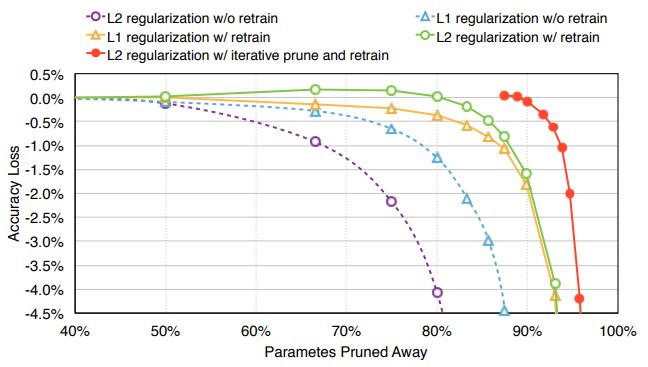 L2 regularization w/o retrain
L1 regularization w/o retrain
L1 regularization w/ retrain
L2 regularization w/ retrain
L2 regularization w/ iterative prune and retrain
0.5%
0.0%
-0.5%
-1.0%
-1.5%
-2.0%
-2.5%
-3.0%
-3.5%
-4.0%
-4.5%
Accuracy Loss
40%
50%
60%
70%
80%
90%
100%
Parametes Pruned Away